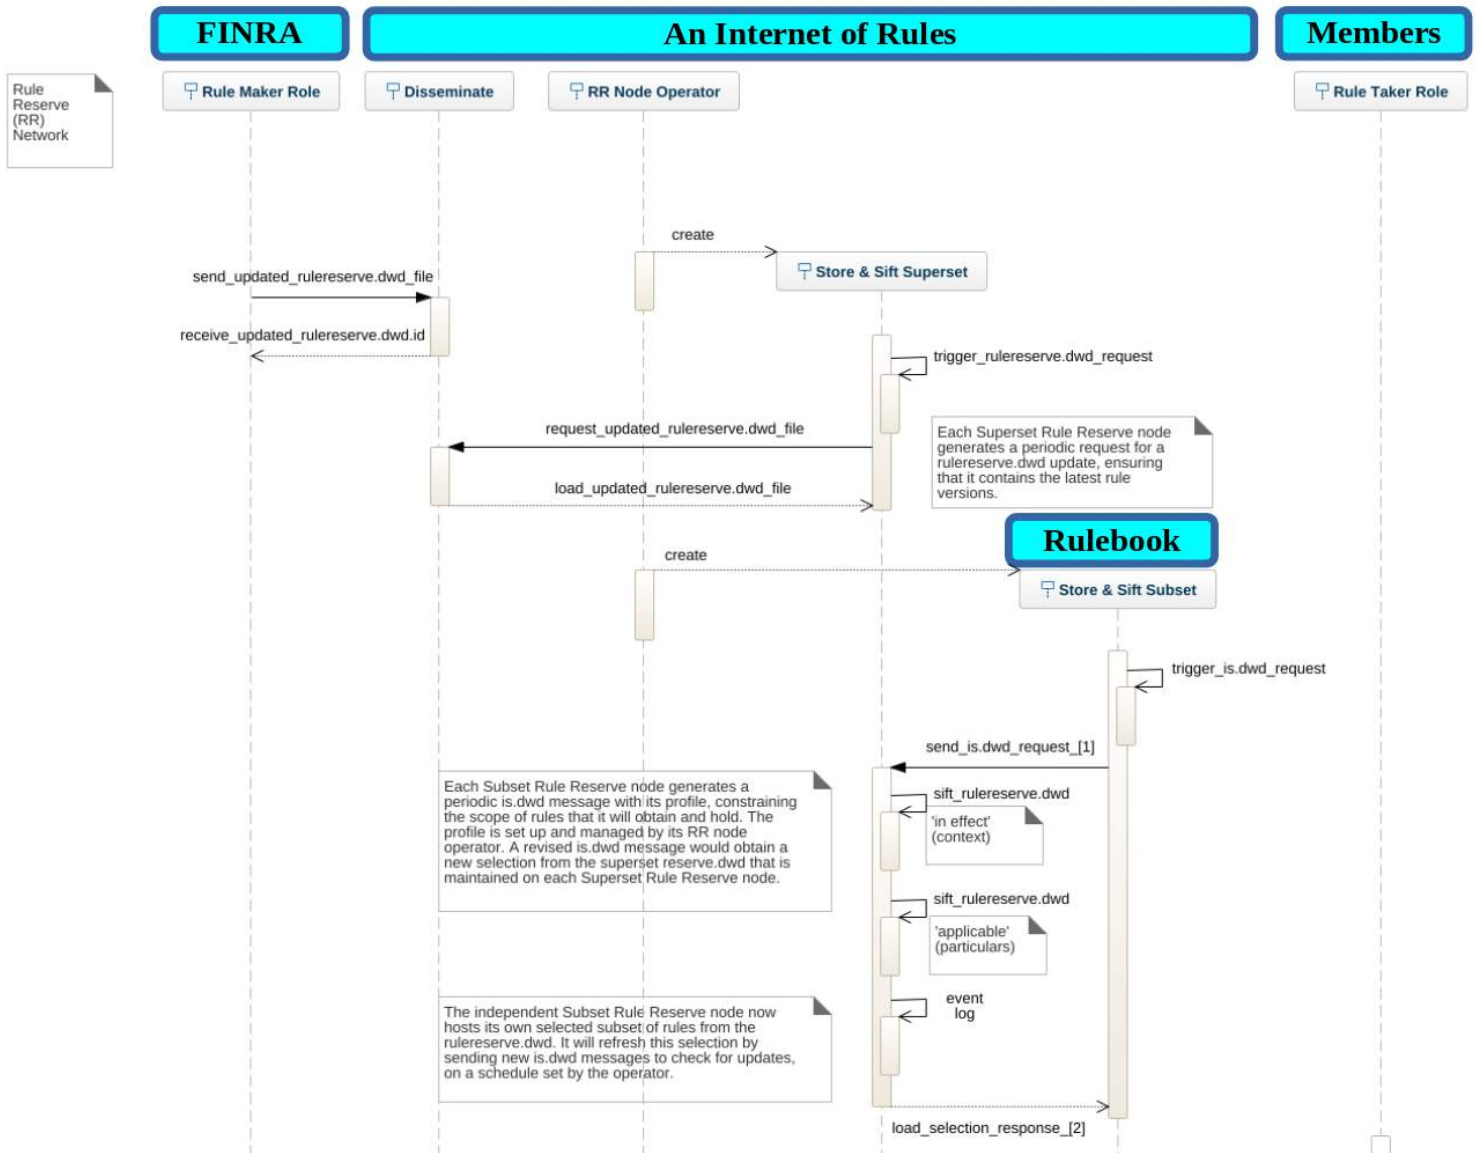 FINRA
An Internet of Rules
Members
Rule
Reserve
(RR)
Network
Rule Maker Role
Disseminate
RR Node Operator
Rule Taker Role
create
Store & Sift Superset
send_updated_rulereserve.dwd_file
receive_updated_rulereserve.dwd.id
trigger_rulereserve.dwd_request
request_updated_rulereserve.dwd_file
Each Superset Rule Reserve node
generates a periodic request for a
rulereserve.dwd update, ensuring
that it contains the latest rule
versions.
load_updated_rulereserve.dwd_file
Rulebook
create
Store & Sift Subset
trigger_is.dwd_request
send_is.dwd_request_[1]
Each Subset Rule Reserve node generates a
periodic is.dwd message with its profile, constraining
the scope of rules that it will obtain and hold. The
profile is set up and managed by its RR node
operator. A revised is.dwd message would obtain a
new selection from the superset reserve.dwd that is
maintained on each Superset Rule Reserve node.
sift_rulereserve.dwd
'in effect'
(context)
sift_rulereserve.dwd
'applicable'
(particulars)
event
log
The independent Subset Rule Reserve node now
hosts its own selected subset of rules from the
rulereserve.dwd. It will refresh this selection by
sending new is.dwd messages to check for updates,
on a schedule set by the operator.
load_selection_response_[2]